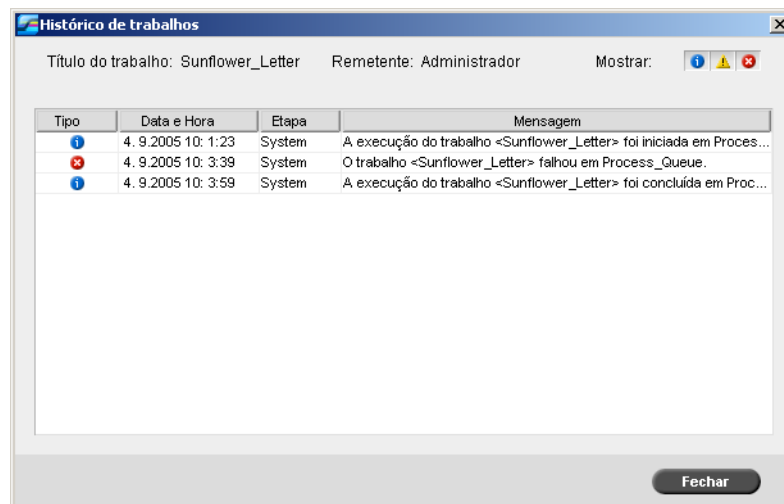 Histórico de trabalhos
Título do trabalho: Sunflower_Letter Remetente: Administrador Mostrar:
Tipo Data e Hora Etapa Mensagem
4. 9.2005 10: 1:23 System A execução do trabalho <Sunflower_Letter> foi iniciada em Proces...
4. 9.2005 10: 3:39 System O trabalho <Sunflower_Letter> falhou em Process_Queue.
4. 9.2005 10: 3:59 System A execução do trabalho <Sunflower_Letter> foi concluída em Proc...
Fechar